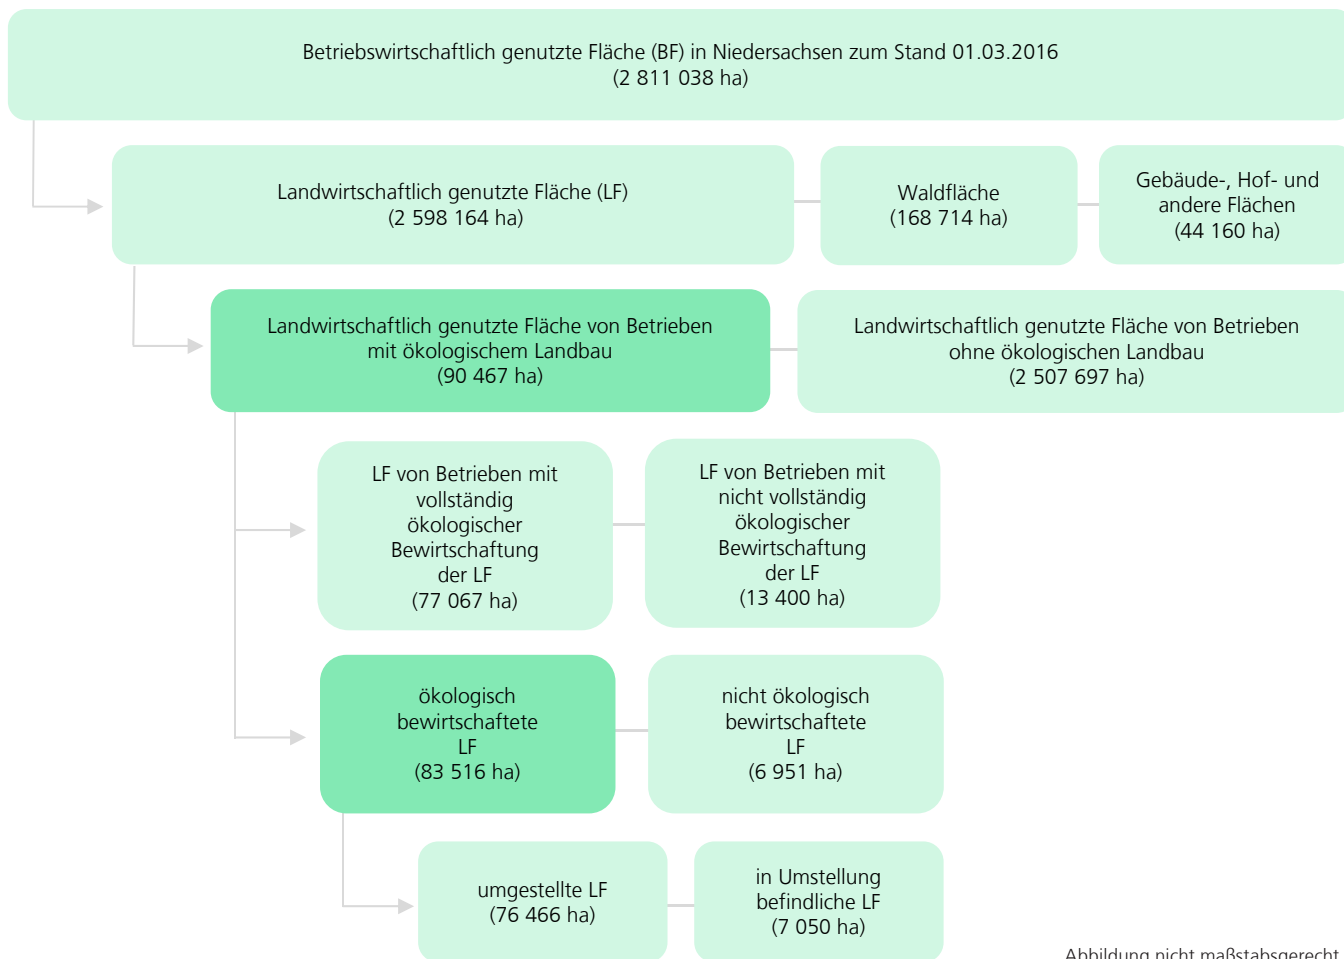 Betriebswirtschaftlich genutzte Fläche (BF) in Niedersachsen zum Stand 01.03.2016
(2 811 038 ha)
Landwirtschaftlich genutzte Fläche (LF)
(2 598 164 ha)
Waldfläche
(168 714 ha)
Gebäude-, Hof- und
andere Flächen
(44 160 ha)
Landwirtschaftlich genutzte Fläche von Betrieben
mit ökologischem Landbau
(90 467 ha)
Landwirtschaftlich genutzte Fläche von Betrieben
ohne ökologischen Landbau
(2 507 697 ha)
LF von Betrieben mit
vollständig
ökologischer
Bewirtschaftung
der LF
(77 067 ha)
LF von Betrieben mit
nicht vollständig
ökologischer
Bewirtschaftung
der LF
(13 400 ha)
ökologisch
bewirtschaftete
LF
(83 516 ha)
nicht ökologisch
bewirtschaftete
LF
(6 951 ha)
umgestellte LF
(76 466 ha)
in Umstellung
befindliche LF
(7 050 ha)
Abbildung nicht maßstabsgerecht